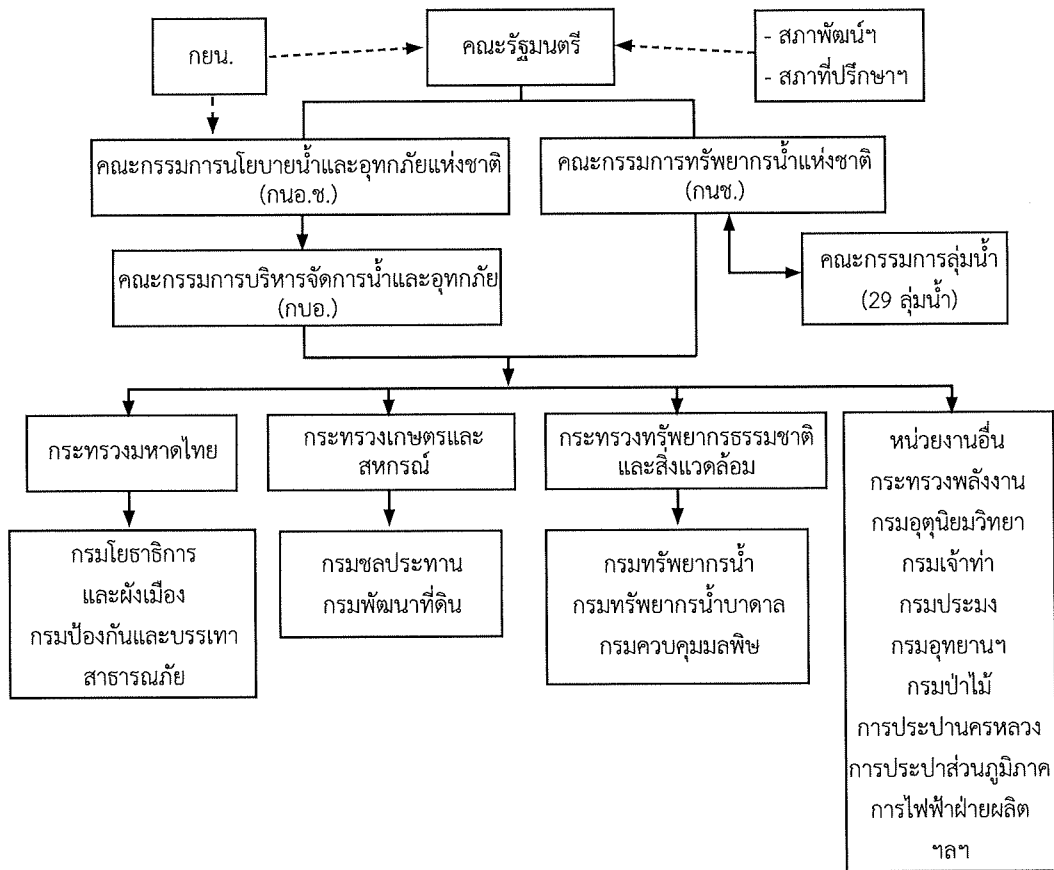 กยน.
คณะรัฐมนตรี
- สภาพัฒน์ฯ
- สภาที่ปรึกษาฯ
คณะกรรมการนโยบายน้ำและอุทกภัยแห่งชาติ
(กนอ.ช.)
คณะกรรมการทรัพยากรน้ำแห่งชาติ
(กนช.)
คณะกรรมการบริหารจัดการน้ำและอุทกภัย
(กบอ.)
คณะกรรมการลุ่มน้ำ
(29 ลุ่มน้ำ)
กระทรวงมหาดไทย
กระทรวงเกษตรและ
สหกรณ์
กระทรวงทรัพยากรธรรมชาติ
และสิ่งแวดล้อม
กรมโยธาธิการ
และผังเมือง
กรมป้องกันและบรรเทา
สาธารณภัย
กรมชลประทาน
กรมพัฒนาที่ดิน
กรมทรัพยากรน้ำ
กรมทรัพยากรน้ำบาดาล
กรมควบคุมมลพิษ
หน่วยงานอื่น
กระทรวงพลังงาน
กรมอุตุนิยมวิทยา
กรมเจ้าท่า
กรมประมง
กรมอุทยานฯ
กรมป่าไม้
การประปานครหลวง
การประปาส่วนภูมิภาค
การไฟฟ้าฝ่ายผลิต
ฯลฯ